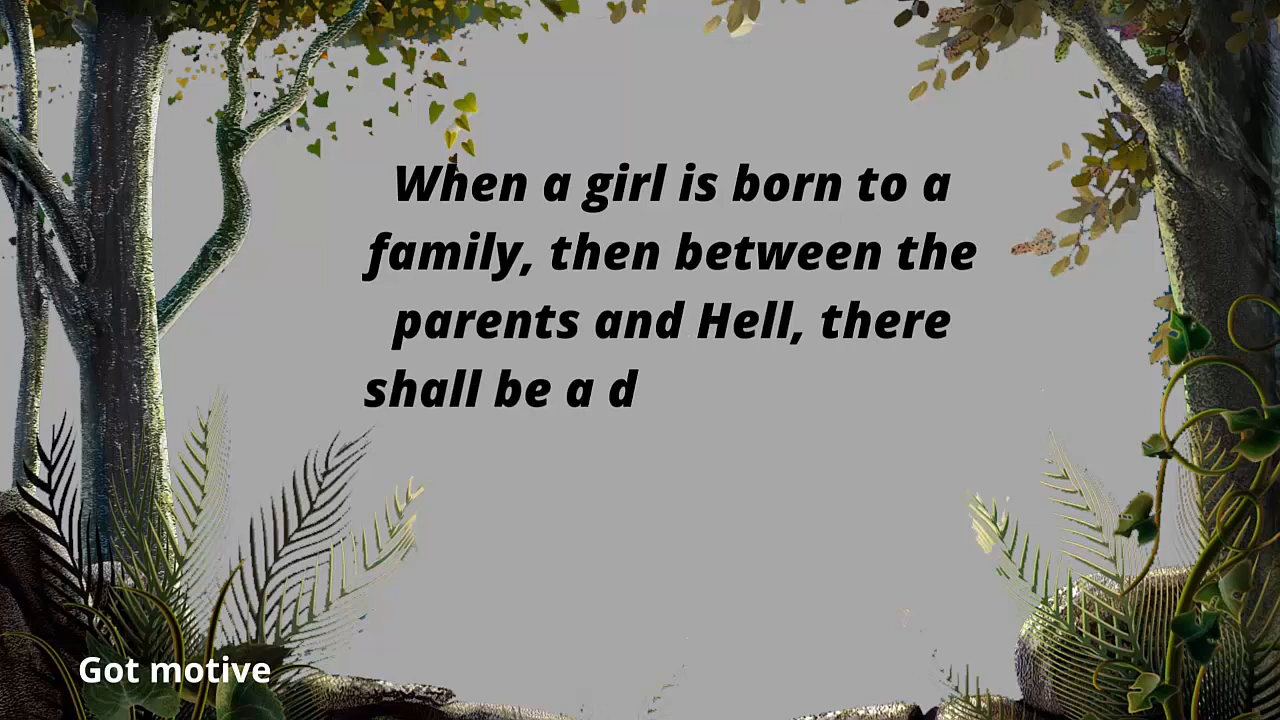 When a girl is born to a
family, then between the
parents and Hell, there
shall be a d
Got motive